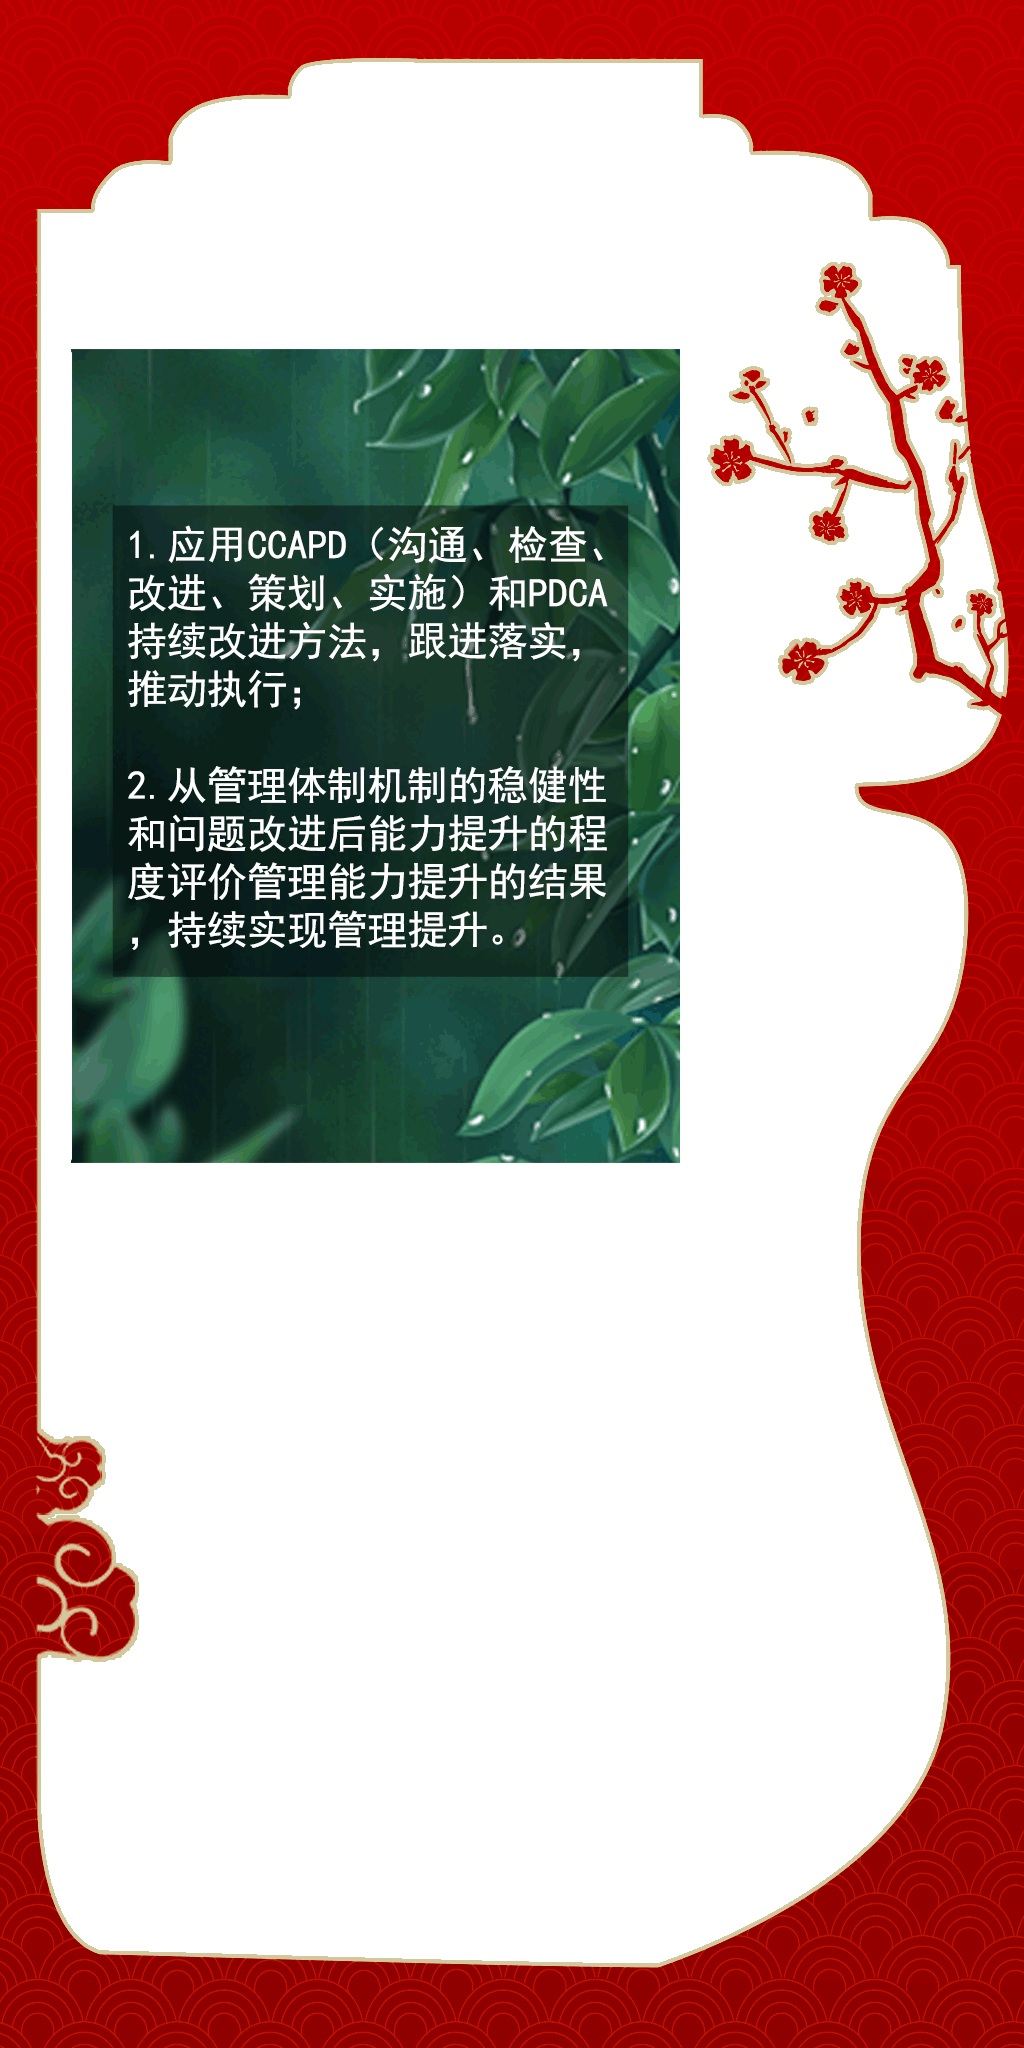 1.应用CCAPD（沟通、检查、
改进、策划、实施）和PDCA
持续改进方法，跟进落实，
推动执行；
2.从管理体制机制的稳健性
和问题改进后能力提升的程
度评价管理能力提升的结果
，持续实现管理提升。